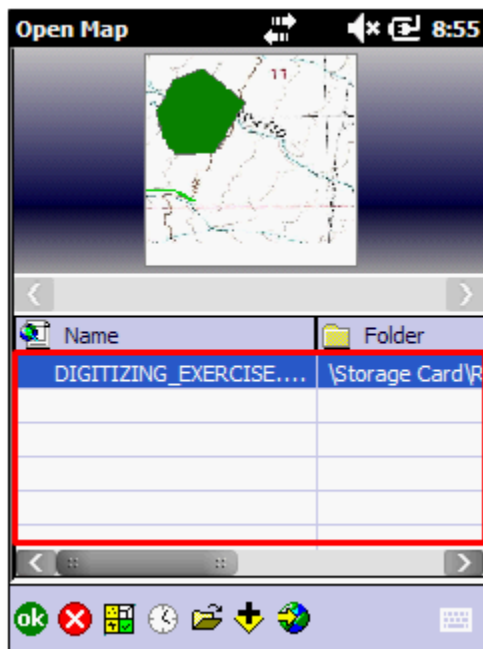 Open Map 8:55
11
Name Folder
DIGITIZING_EXERCISE.... \Storage Card\R
ok